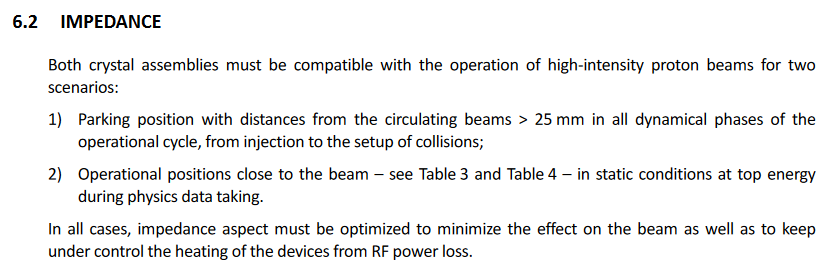 6.2 IMPEDANCE
Both crystal assemblies must be compatible with the operation of high-intensity proton beams for two
scenarios:
1) Parking position with distances from the circulating beams > 25 mm in all dynamical phases of the
operational cycle, from injection to the setup of collisions;
2) Operational positions close to the beam – see Table 3 and Table 4 – in static conditions at top energy
during physics data taking.
In all cases, impedance aspect must be optimized to minimize the effect on the beam as well as to keep
under control the heating of the devices from RF power loss.